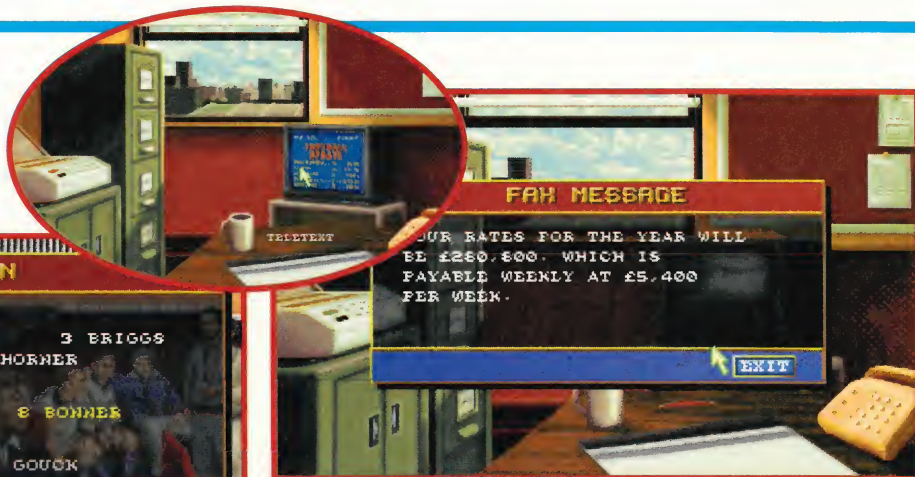 TELETEXT
FAX MESSAGE
OUR RATES FOR THE YEAR WILL
BE £280,800. WHICH IS
PAYABLE WEEKLY AT £5,400
PER WEEK.
EXIT
N
3 BRIGGS
HORNER
8 BONNER
GOUCK